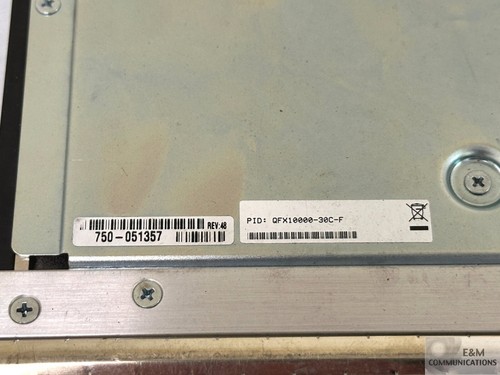 REV:48
750-051357
PID: QFX10000-30C-F
E&M
COMMUNICATIONS